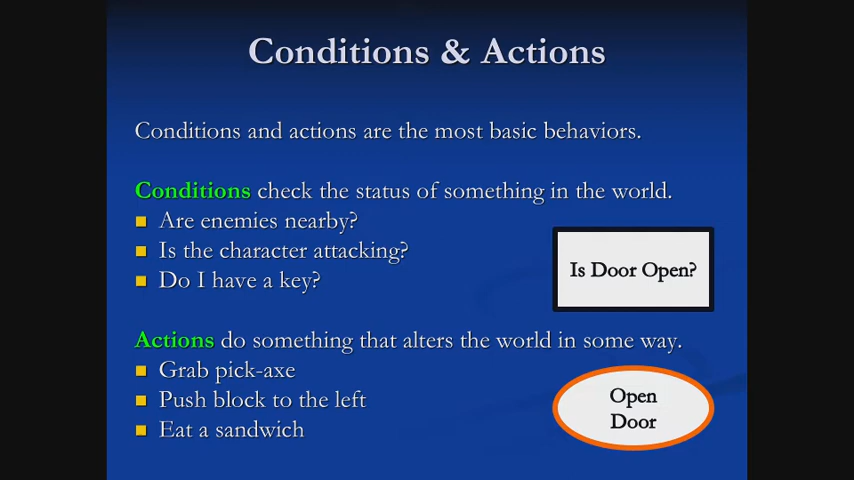 Conditions & Actions
Conditions and actions are the most basic behaviors.
Conditions check the status of something in the world.
Are enemies nearby?
Is the character attacking?
Do I have a key?
Is Door Open?
Actions do something that alters the world in some way.
Grab pick-axe
Push block to the left
Eat a sandwich
Open
Door